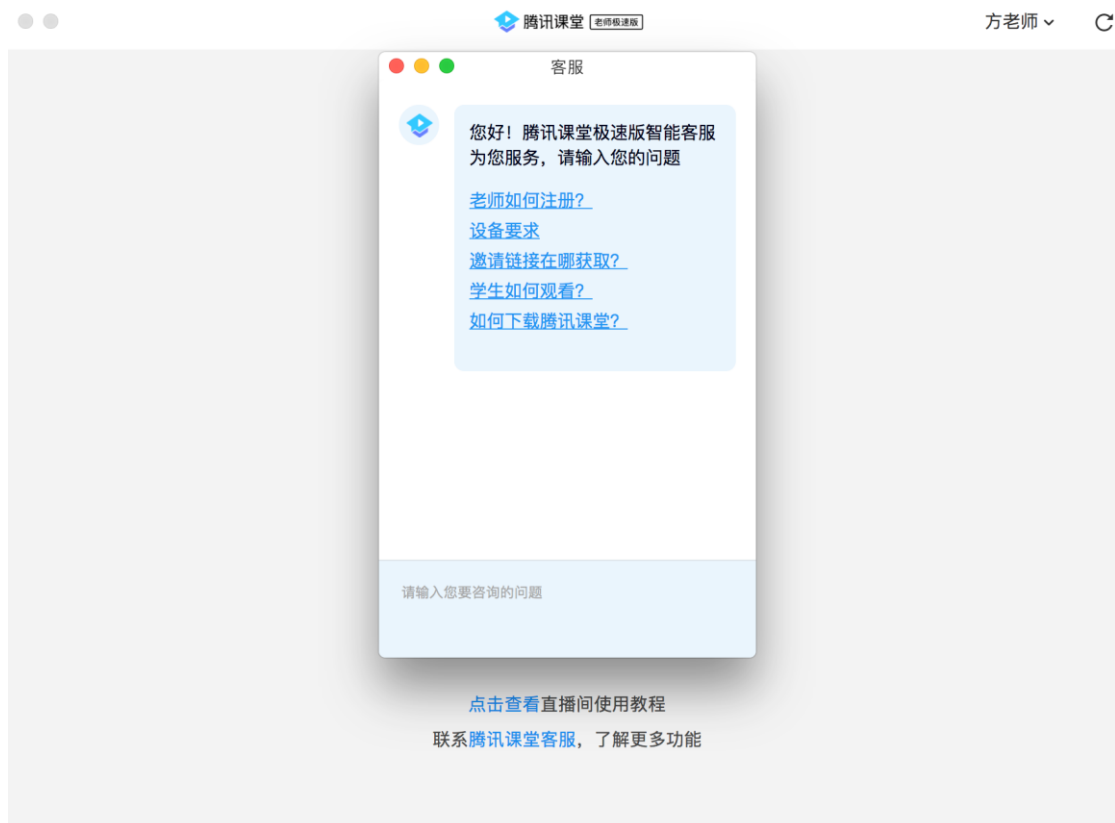 腾讯课堂 老师极速版
方老师
客服
您好！腾讯课堂极速版智能客服
为您服务，请输入您的问题
老师如何注册？
设备要求
邀请链接在哪获取？
学生如何观看？
如何下载腾讯课堂？
请输入您要咨询的问题
点击查看直播间使用教程
联系腾讯课堂客服，了解更多功能